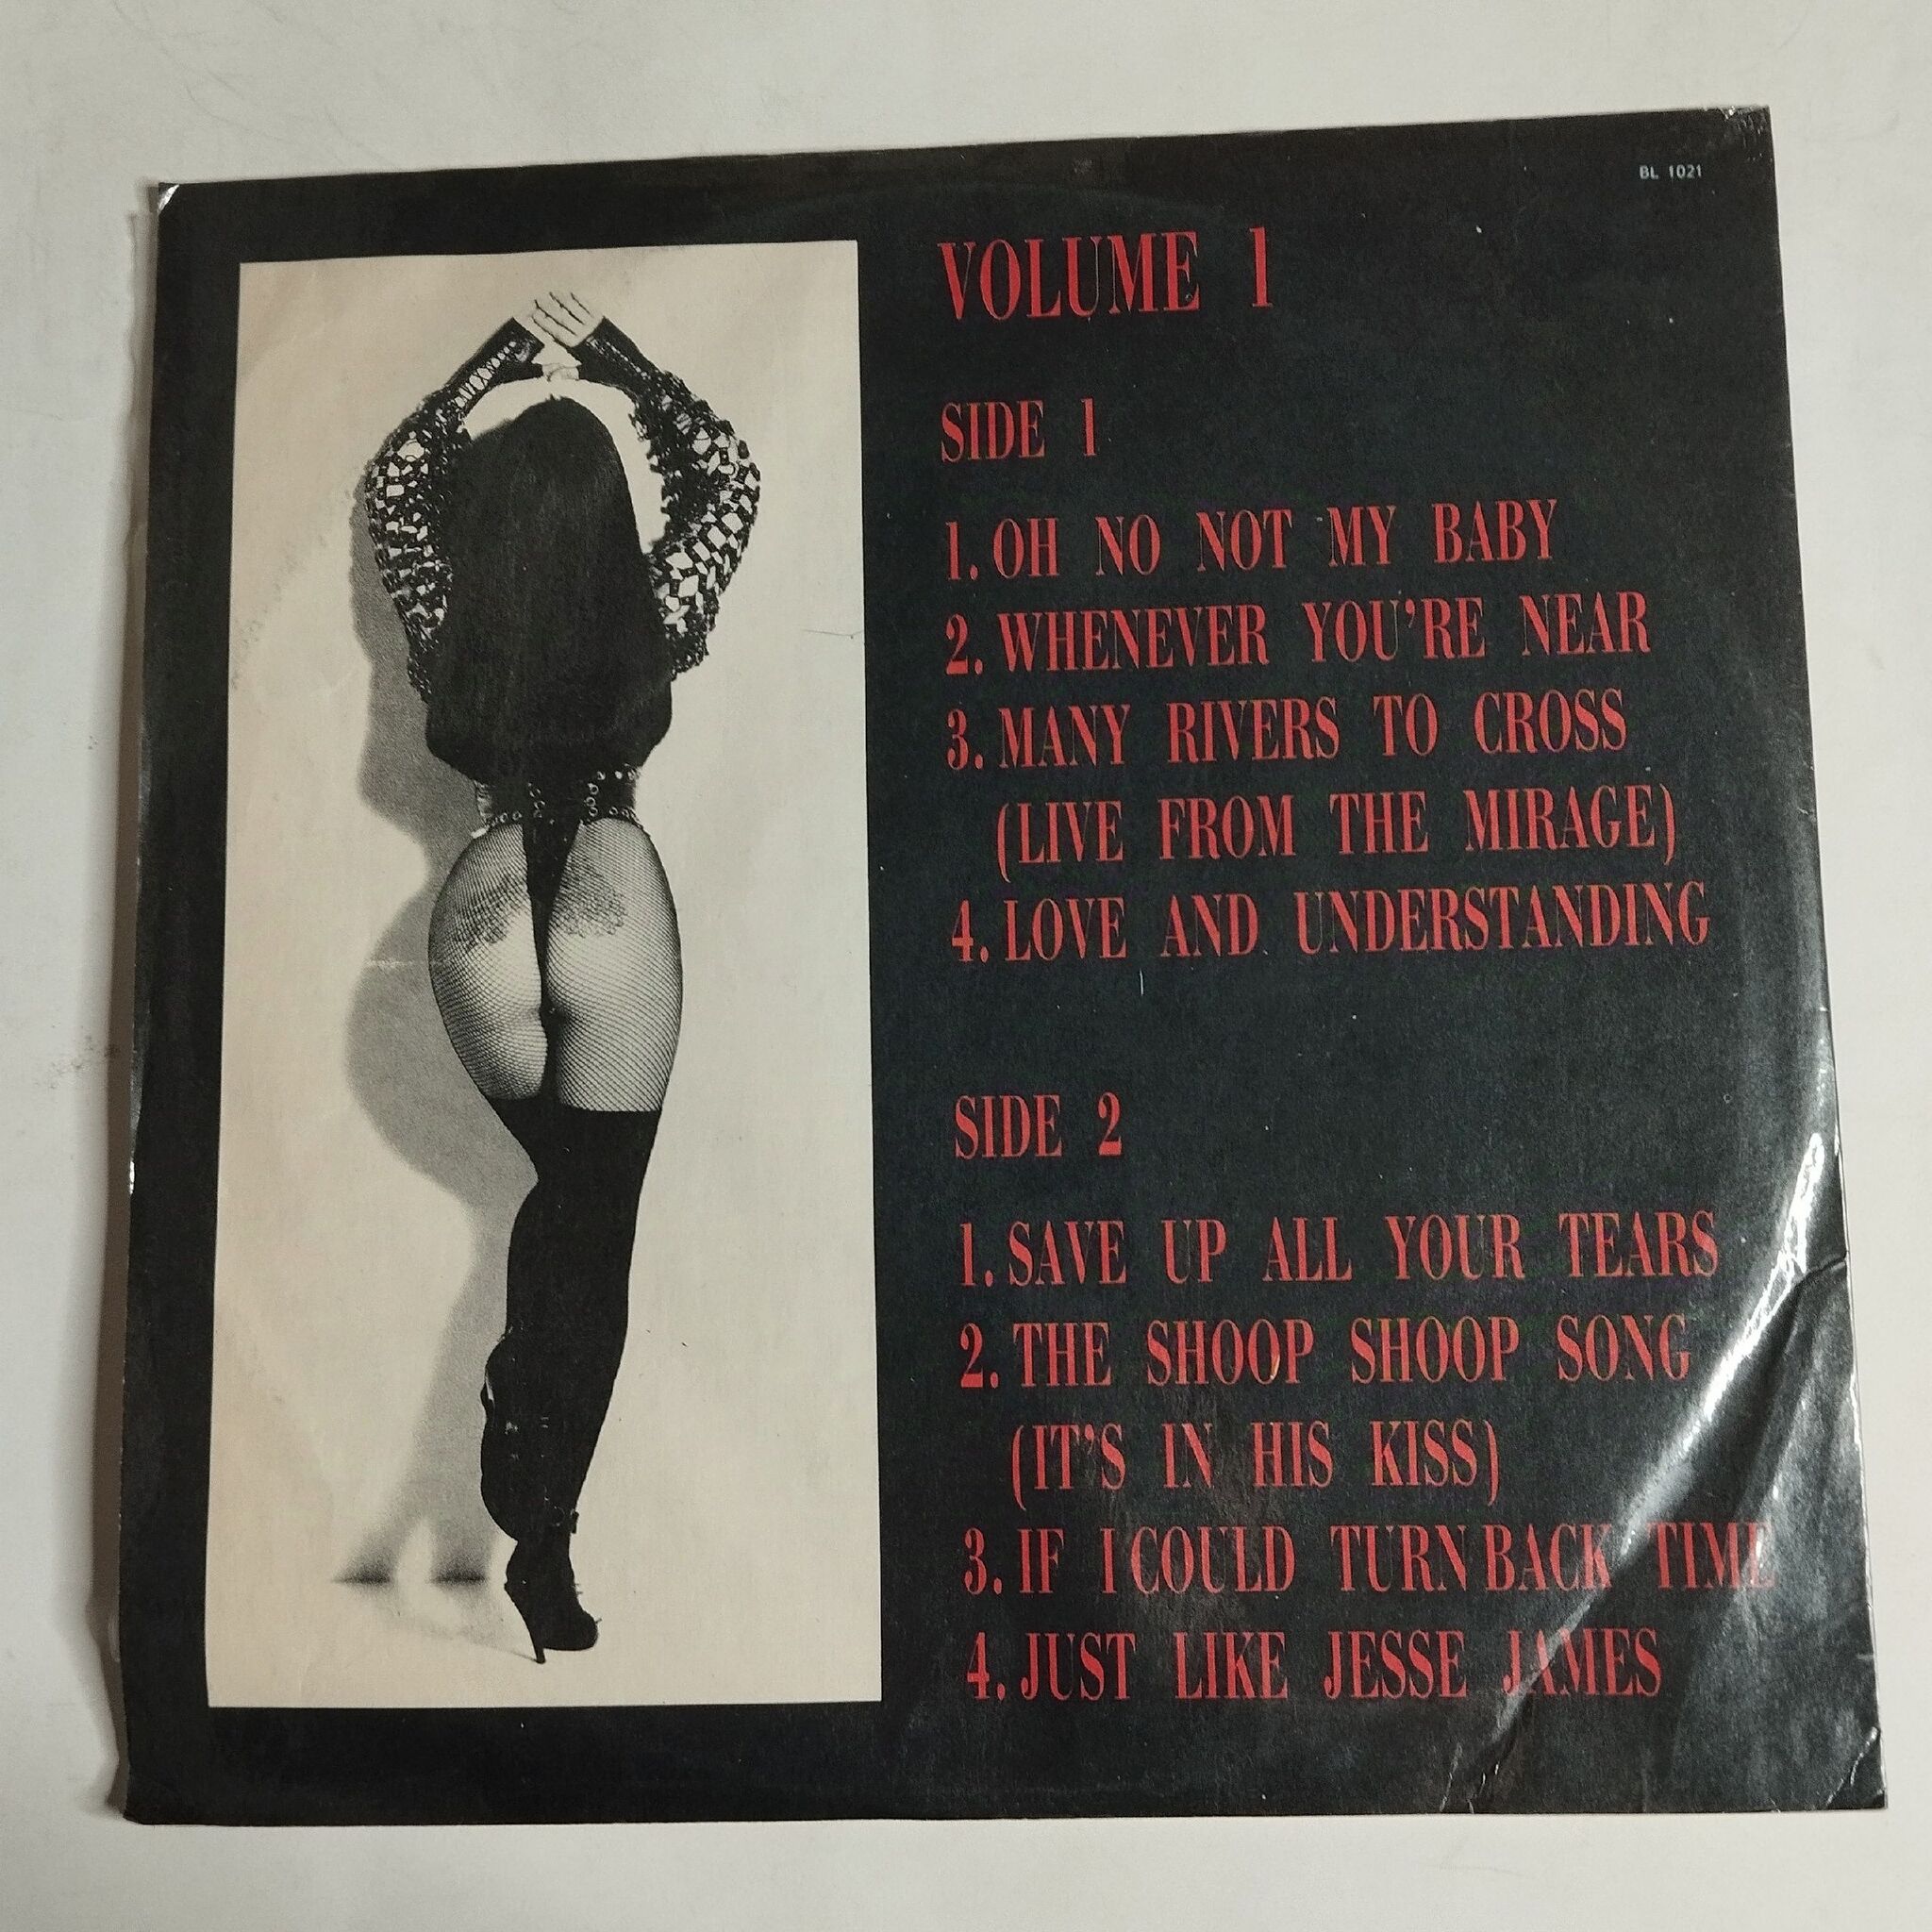 BL 1021
VOLUME 1
SIDE 1
1. OH NO NOT MY BABY
2. WHENEVER YOU'RE NEAR
3. MANY RIVERS TO CROSS
(LIVE FROM THE MIRAGE)
4. LOVE AND UNDERSTANDING
SIDE 2
1. SAVE UP ALL YOUR TEARS
2. THE SHOOP SHOOP SONG
(IT'S IN HIS KISS)
3. IF I COULD TURN BACK TIME
4. JUST LIKE JESSE JAMES